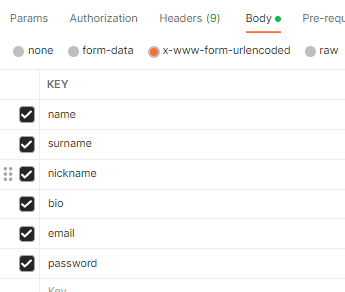 Params Authorization Headers (9) Body Pre-requ
none form-data x-www-form-urlencoded raw
KEY
name
surname
nickname
bio
email
password
Key